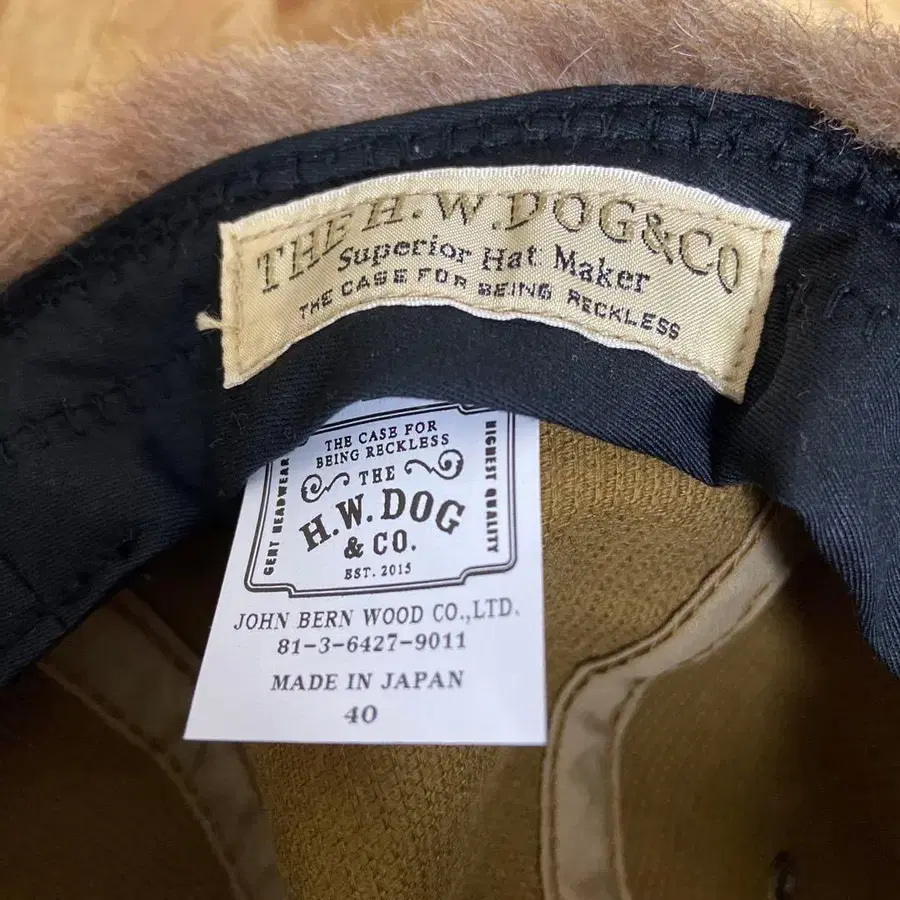 THE H.W.DOG&CO
Superior Hat Maker
THE CASE FOR BEING RECKLESS
THE CASE FOR
BEING RECKLESS
GENT HEADWEAR
HIGHEST QUALITY
THE
H.W.DOG
& CO.
EST. 2015
JOHN BERN WOOD CO.,LTD.
81-3-6427-9011
MADE IN JAPAN
40